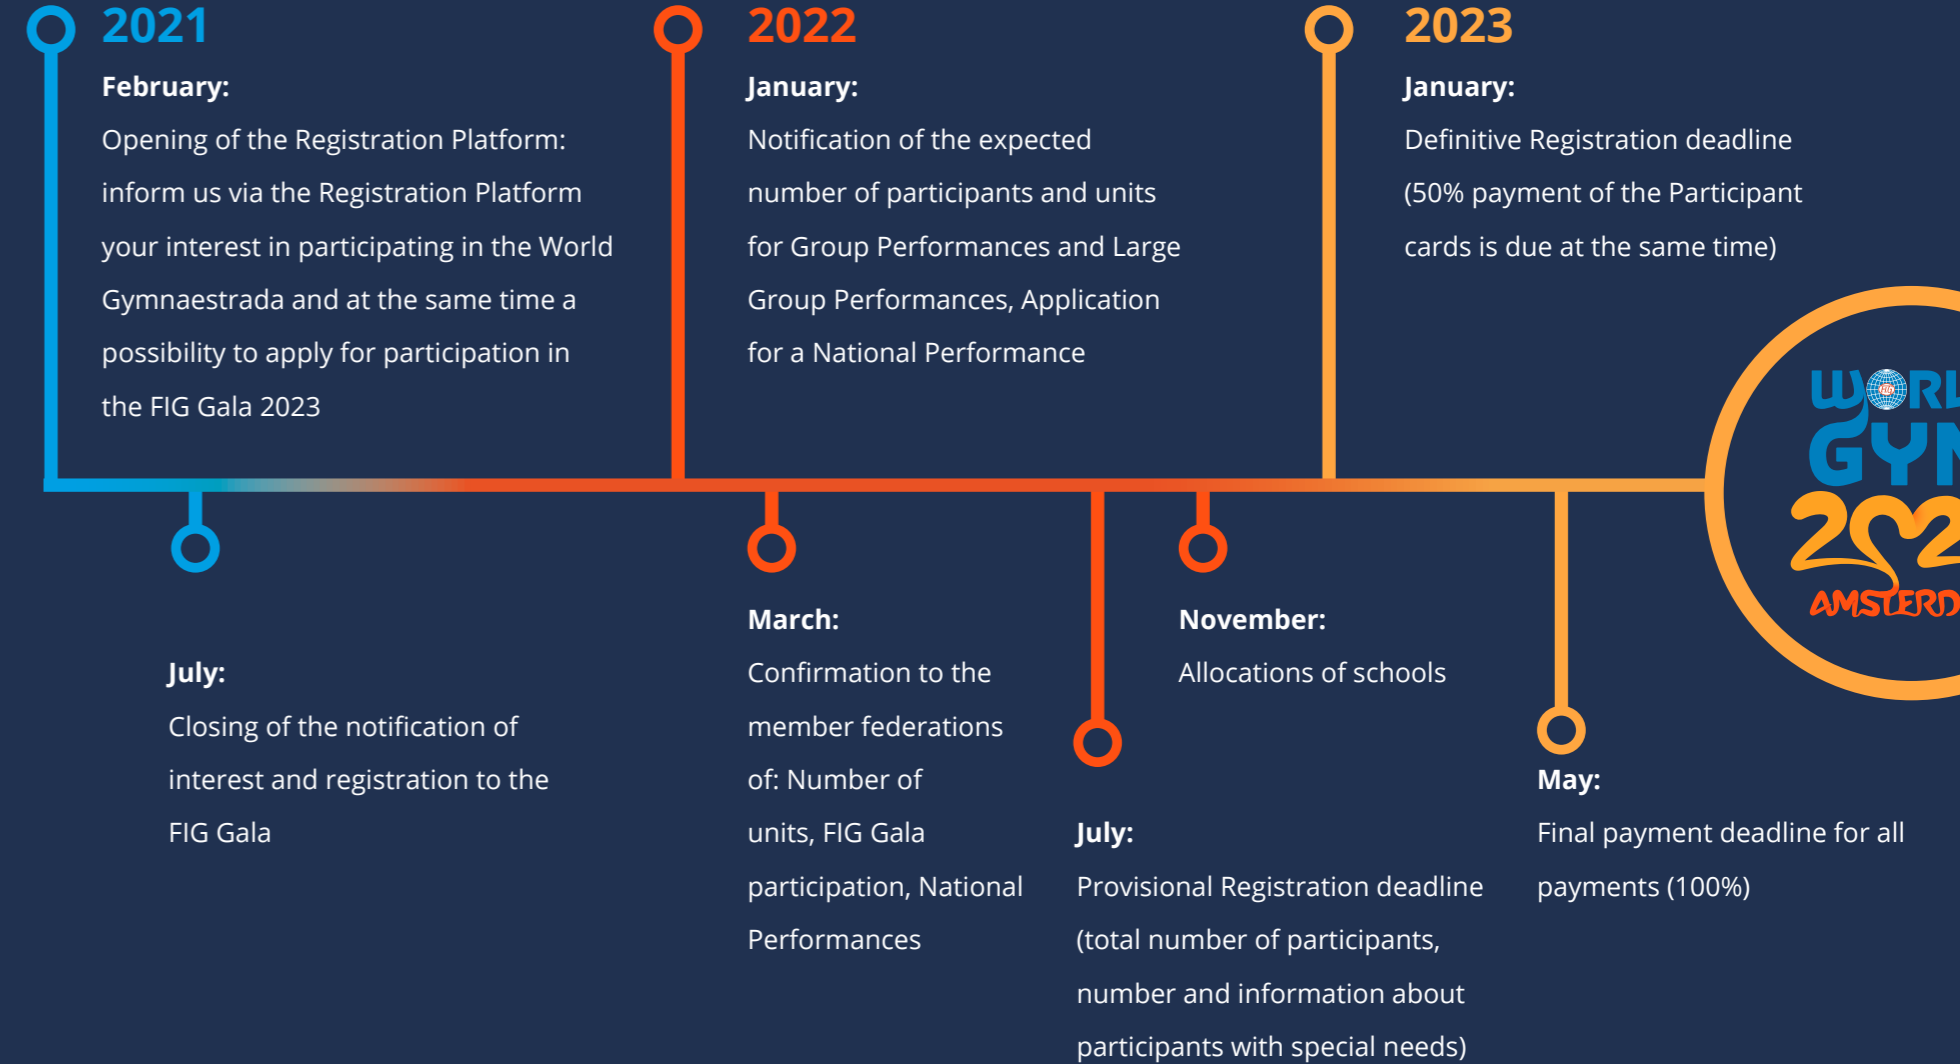 2021
February:
Opening of the Registration Platform:
inform us via the Registration Platform
your interest in participating in the World
Gymnaestrada and at the same time a
possibility to apply for participation in
the FIG Gala 2023
2022
January:
Notification of the expected
number of participants and units
for Group Performances and Large
Group Performances, Application
for a National Performance
2023
January:
Definitive Registration deadline
(50% payment of the Participant
cards is due at the same time)
July:
Closing of the notification of
interest and registration to the
FIG Gala
March:
Confirmation to the
member federations
of: Number of
units, FIG Gala
participation, National
Performances
July:
Provisional Registration deadline
(total number of participants,
number and information about
participants with special needs)
November:
Allocations of schools
May:
Final payment deadline for all
payments (100%)